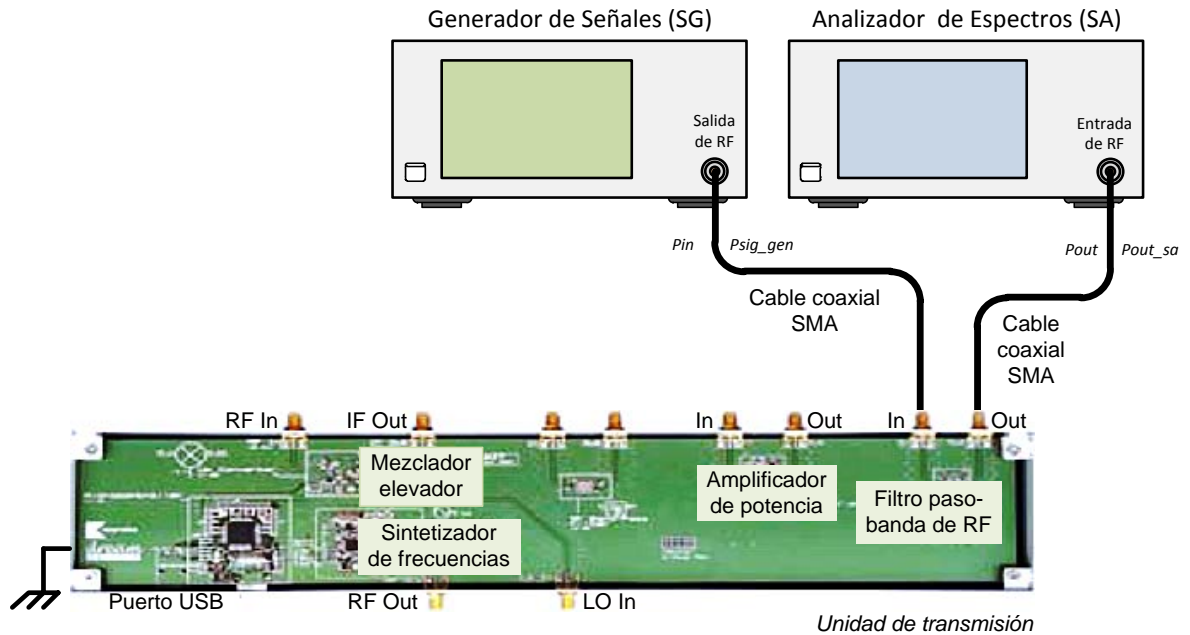 Generador de Señales (SG)
Analizador de Espectros (SA)
Salida
de RF
Entrada
de RF
Pin
Psig_gen
Pout
Pout_sa
Cable coaxial
SMA
Cable
coaxial
SMA
RF In
IF Out
In
Out
In
Out
Mezclador
elevador
Amplificador
de potencia
Filtro paso-
banda de RF
Sintetizador
de frecuencias
Puerto USB
RF Out
LO In
Unidad de transmisión